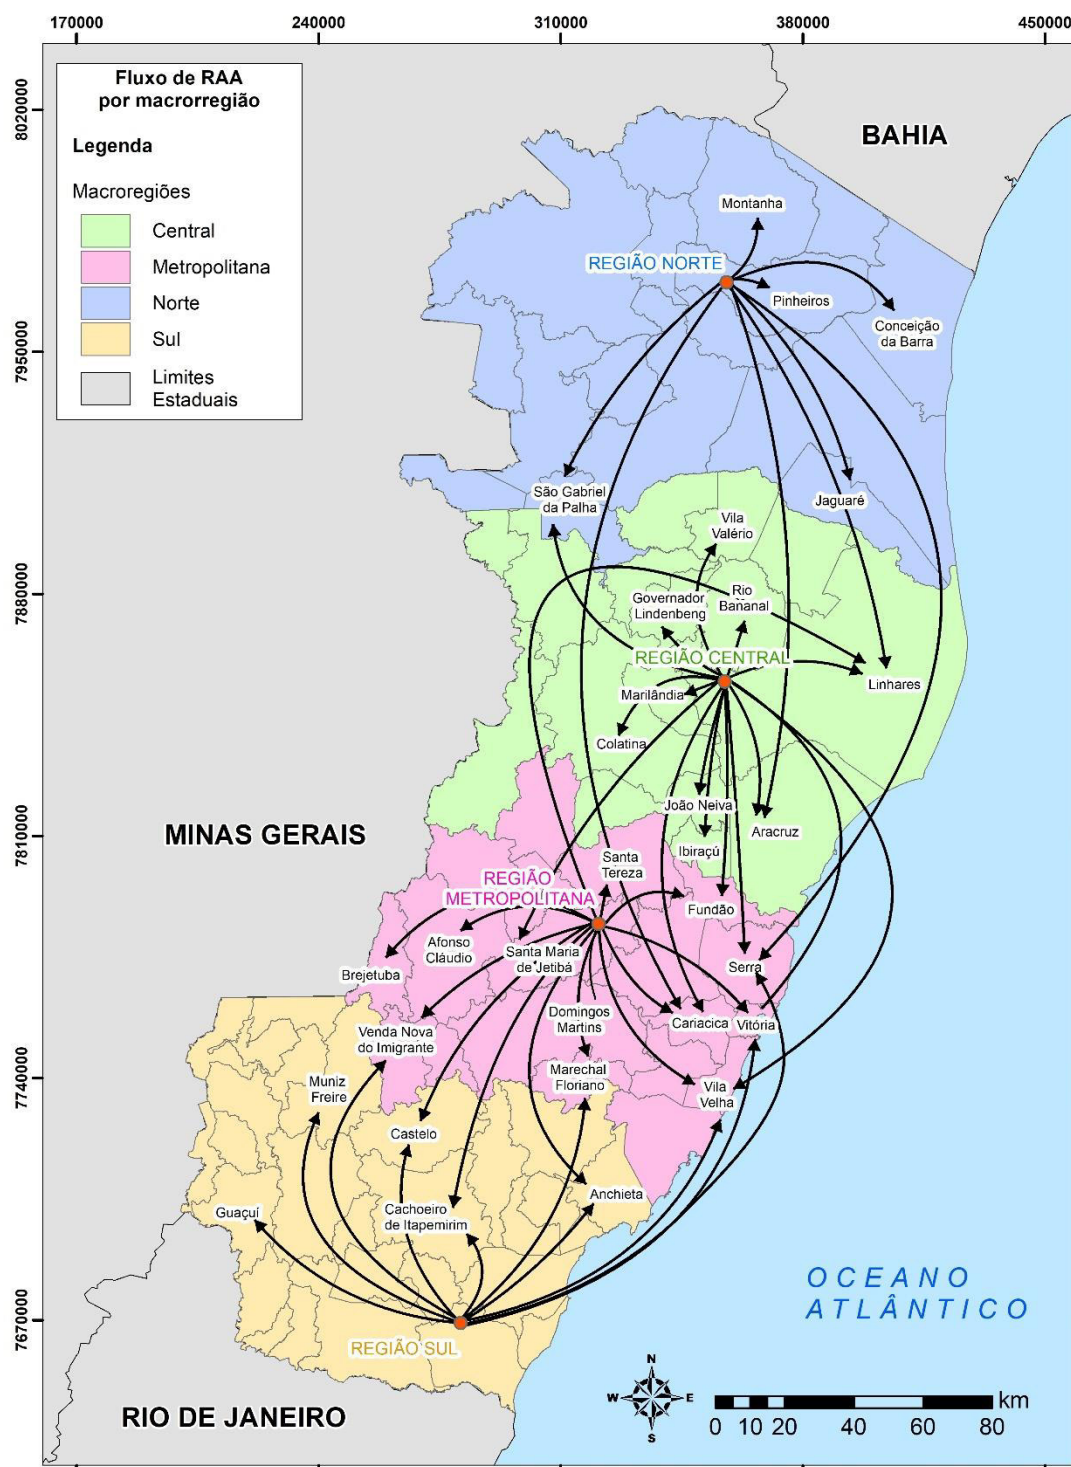 170000
240000
310000
380000
450000
Fluxo de RAA
por macrorregião
Legenda
Macroregiões
Central
Metropolitana
Norte
Sul
Limites
Estaduais
8020000
7950000
7880000
7810000
7740000
7670000
BAHIA
MINAS GERAIS
RIO DE JANEIRO
OCEANO
ATLÂNTICO
Montanha
REGIÃO NORTE
Pinheiros
Conceição
da Barra
São Gabriel
da Palha
Jaguaré
Vila
Valério
Governador
Lindenbeng
Rio
Bananal
REGIÃO CENTRAL
Linhares
Marilândia
Colatina
João Neiva
Aracruz
Ibiraçú
Santa
Tereza
REGIÃO
METROPOLITANA
Fundão
Afonso
Cláudio
Santa Maria
de Jetibá
Serra
Brejetuba
Domingos
Martins
Cariacica
Vitória
Venda Nova
do Imigrante
Marechal
Floriano
Muniz
Freire
Vila
Velha
Castelo
Anchieta
Guaçuí
Cachoeiro
de Itapemirim
REGIÃO SUL
N
W
E
S
0 10 20 40 60 80
km